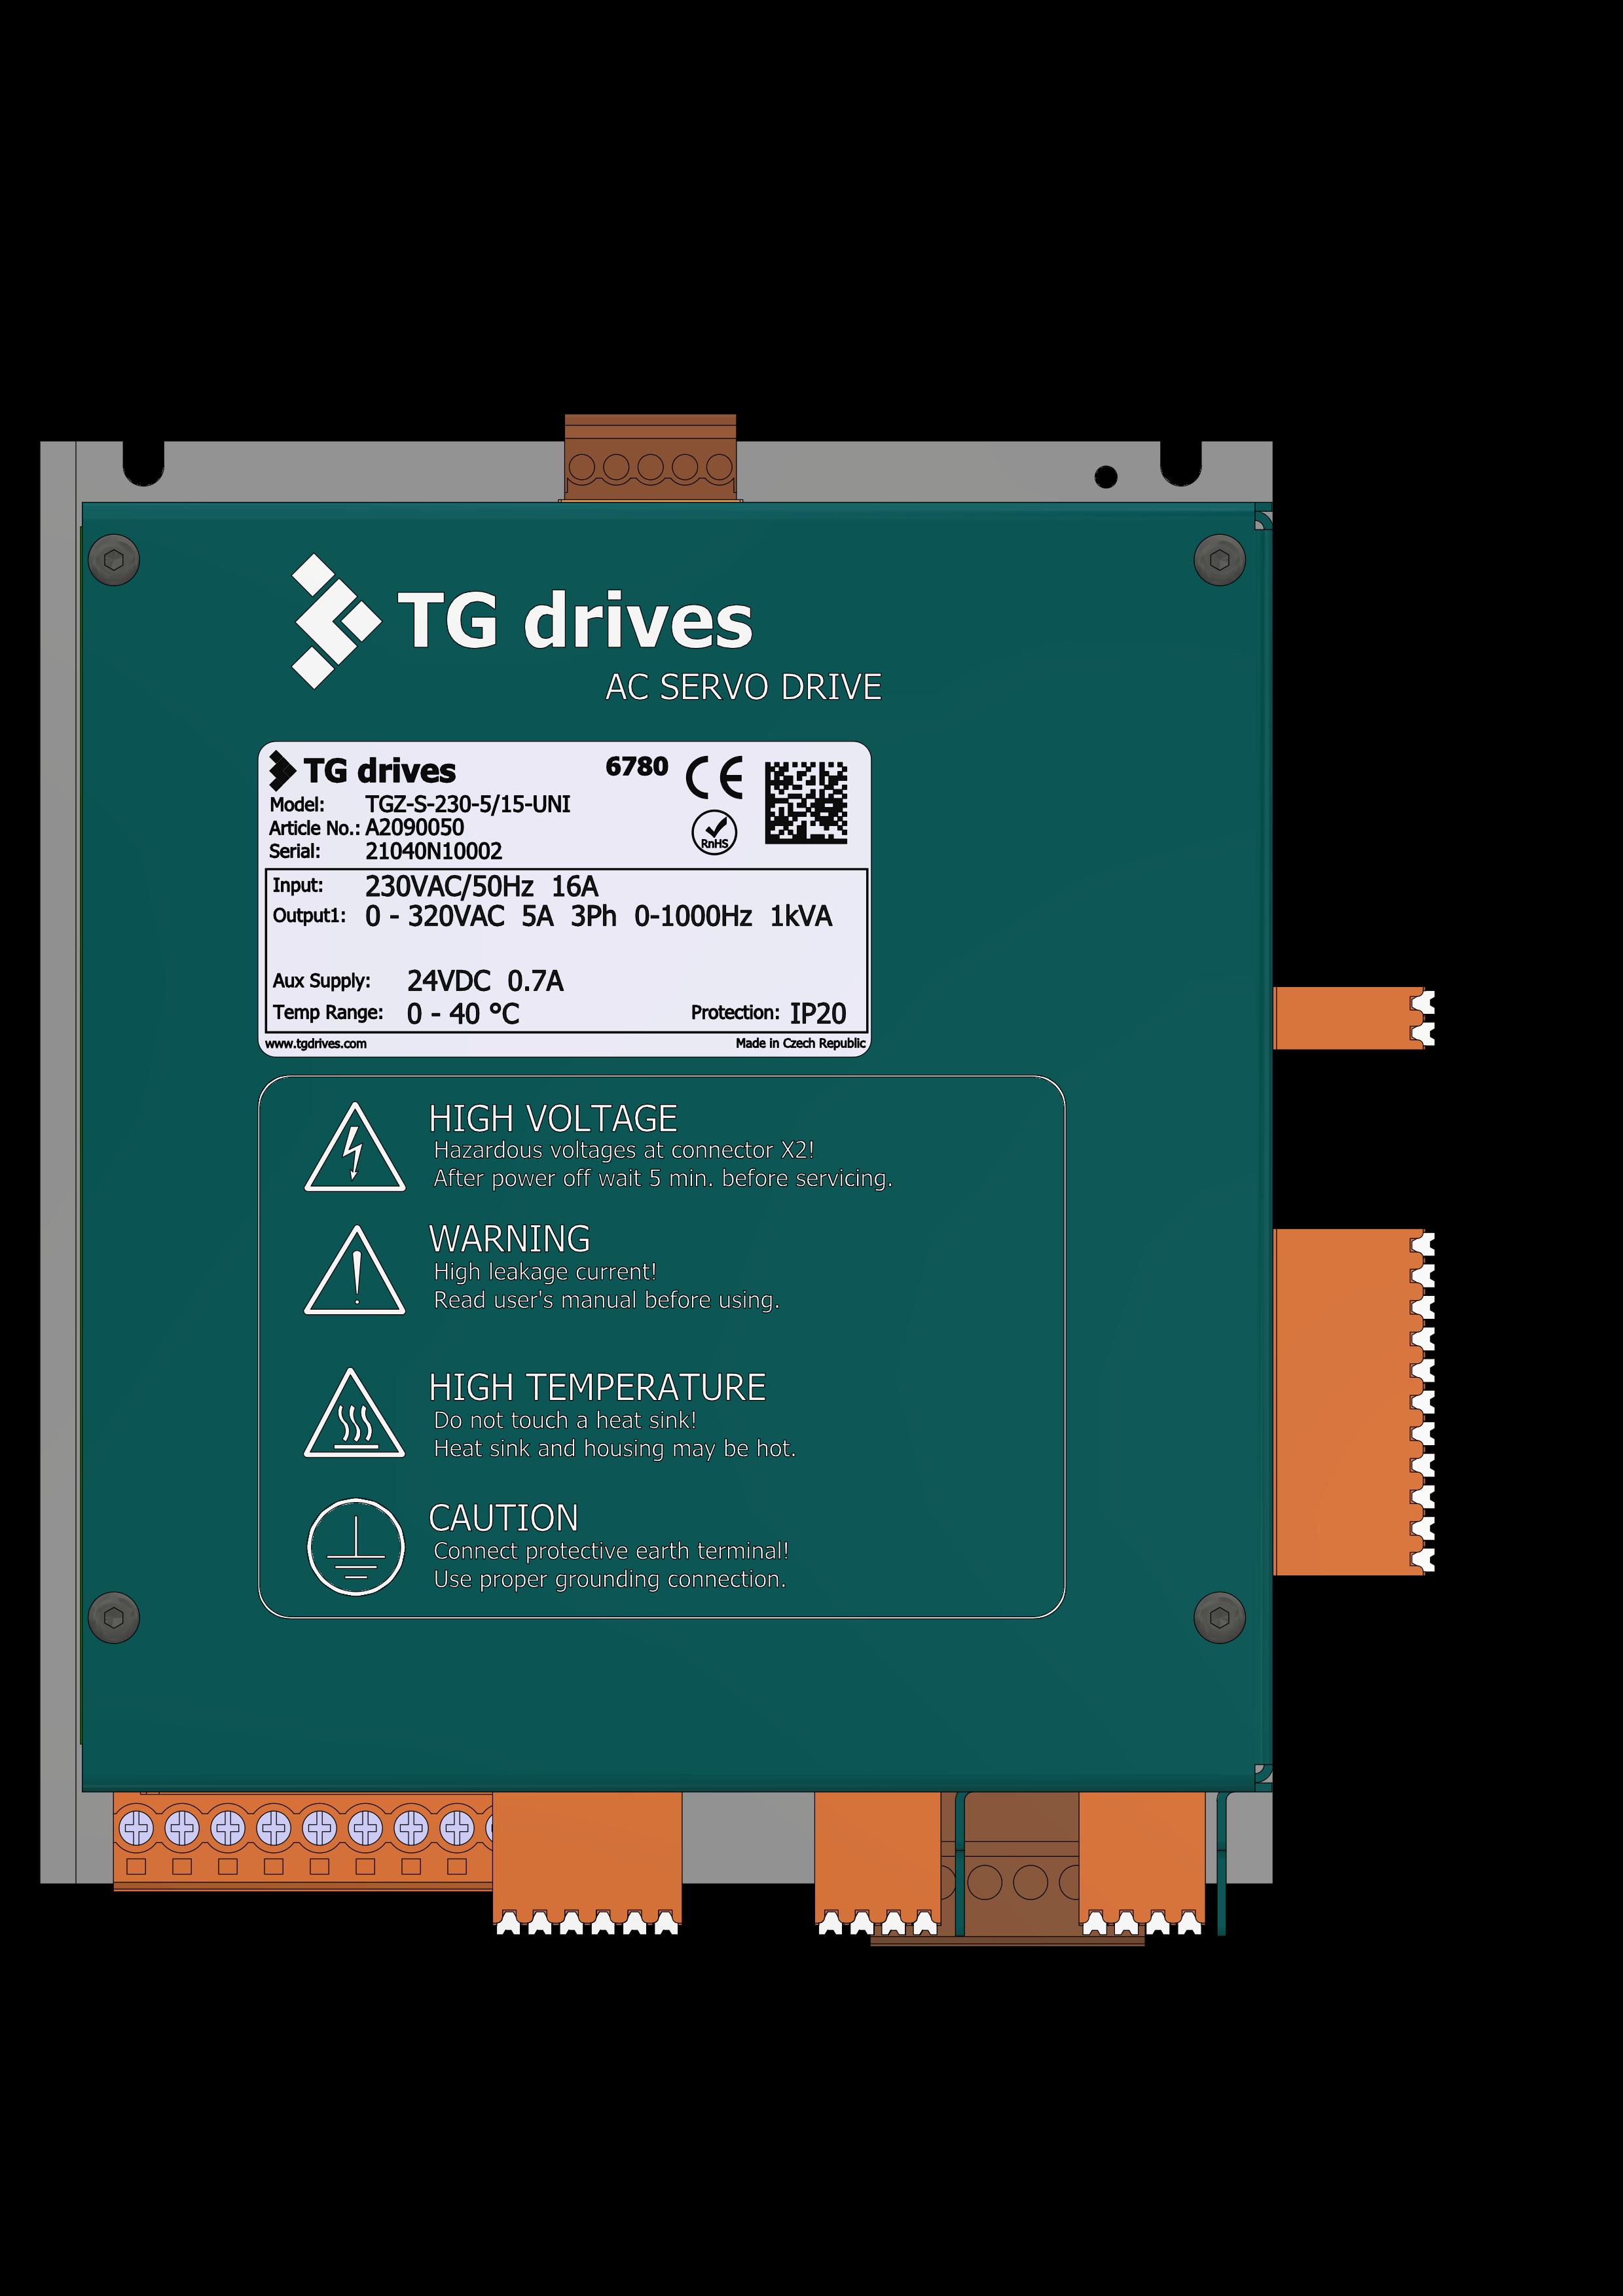 TG drives
AC SERVO DRIVE
TG drives 6780 CE
Model: TGZ-S-230-5/15-UNI
Article No.: A2090050
RnHS
Serial: 21040N10002
Input: 230VAC/50Hz 16A
Output1: 0 - 320VAC 5A 3Ph 0-1000Hz 1kVA
Aux Supply: 24VDC 0.7A
Temp Range: 0 - 40 °C Protection: IP20
www.tgdrives.com Made in Czech Republic
HIGH VOLTAGE
Hazardous voltages at connector X2!
After power off wait 5 min. before servicing.
WARNING
High leakage current!
Read user's manual before using.
HIGH TEMPERATURE
Do not touch a heat sink!
Heat sink and housing may be hot.
CAUTION
Connect protective earth terminal!
Use proper grounding connection.